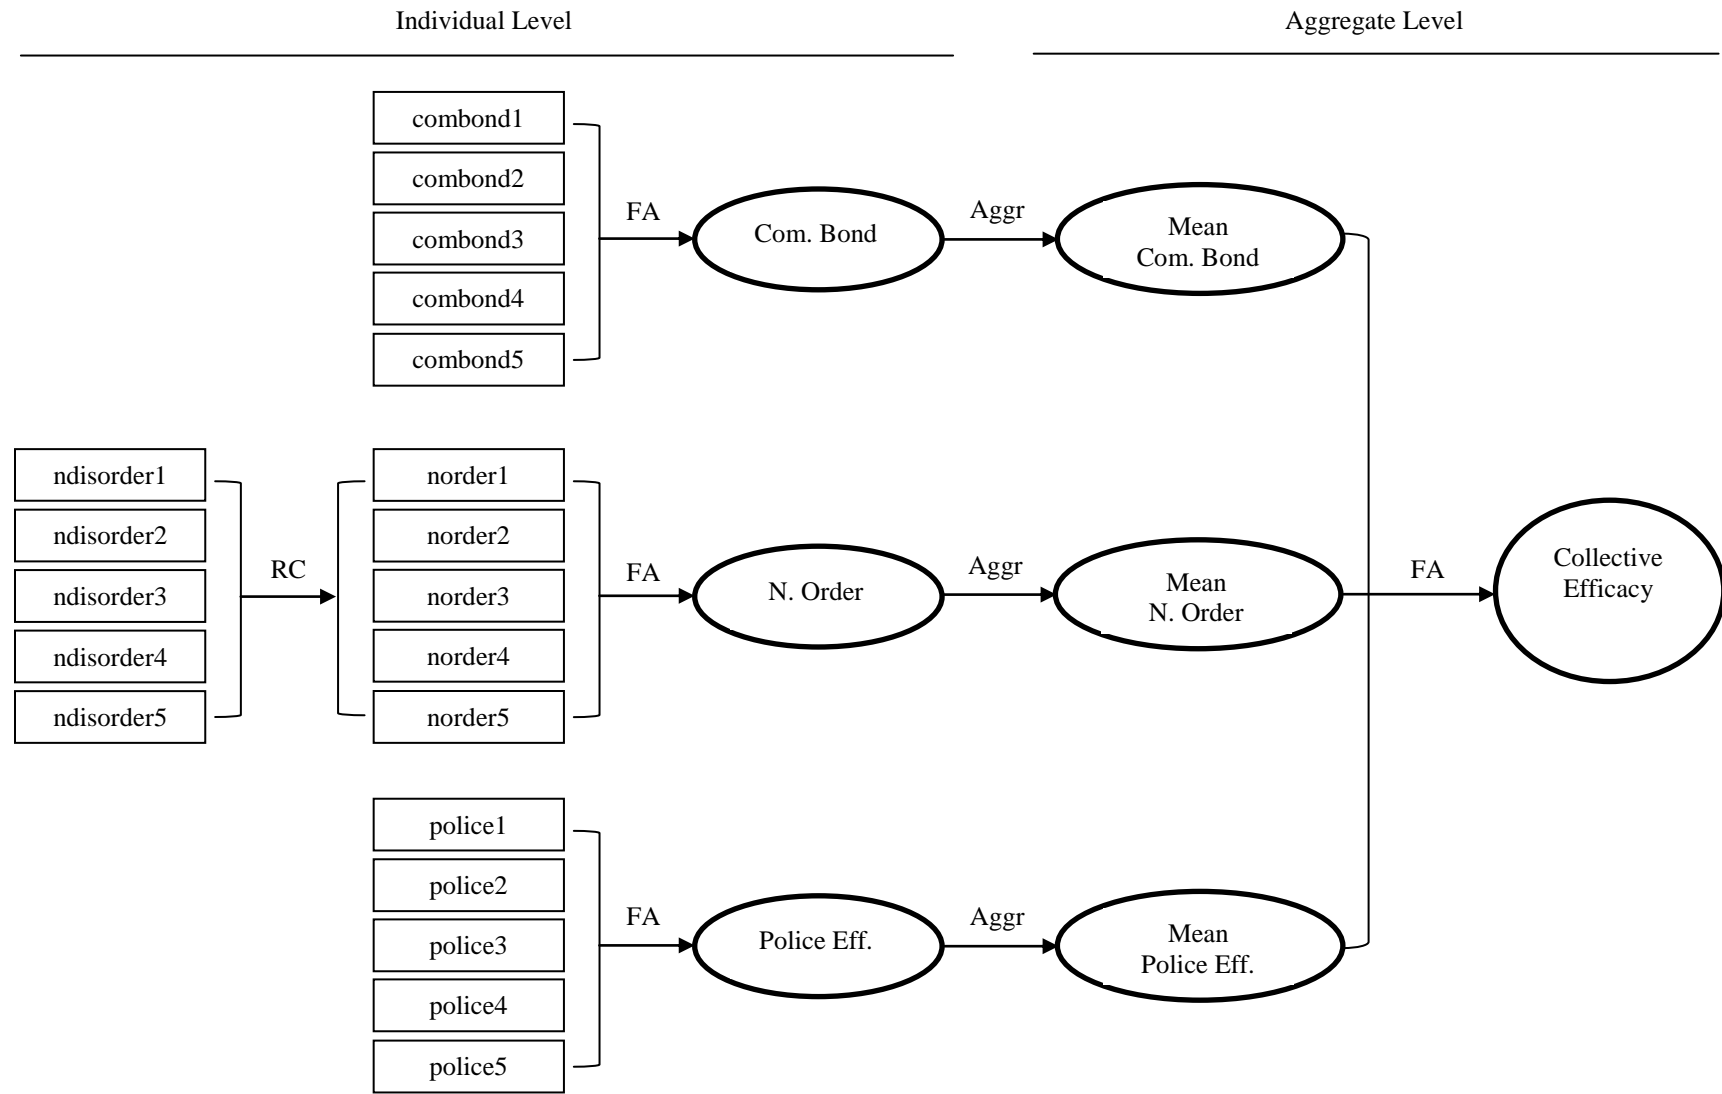 Individual Level
Aggregate Level
combond1
combond2
combond3
combond4
combond5
FA
Com. Bond
Aggr
Mean
Com. Bond
ndisorder1
ndisorder2
ndisorder3
ndisorder4
ndisorder5
RC
norder1
norder2
norder3
norder4
norder5
FA
N. Order
Aggr
Mean
N. Order
FA
Collective
Efficacy
police1
police2
police3
police4
police5
FA
Police Eff.
Aggr
Mean
Police Eff.